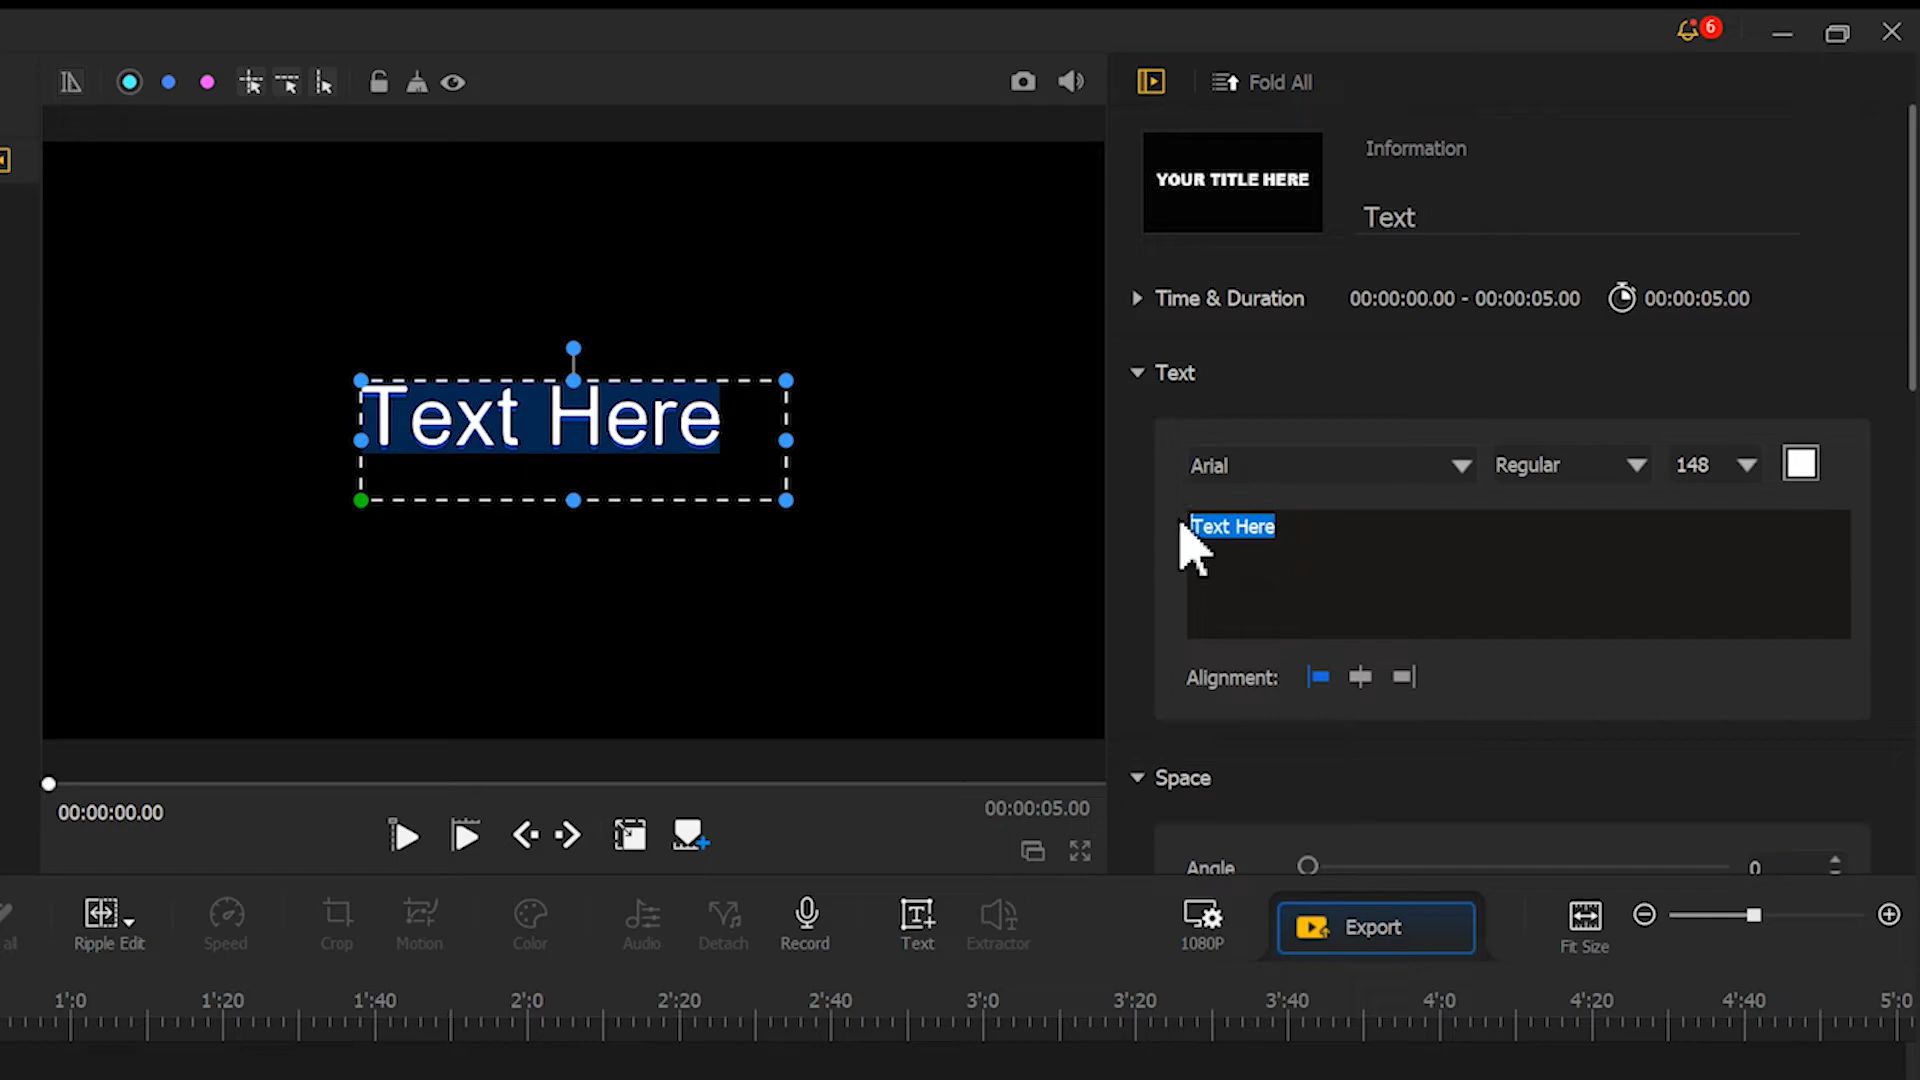 6
Fold All
YOUR TITLE HERE
Information
Text
Time & Duration 00:00:00.00 - 00:00:05.00 00:00:05.00
Text
Text Here
Arial Regular 148
Text Here
Alignment:
Space
Angle 0
00:00:00.00
00:00:05.00
all Ripple Edit Speed Crop Motion Color Audio Detach Record Text Extractor 1080P Export Fit Size
1':0 1':20 1':40 2':0 2':20 2':40 3':0 3':20 3':40 4':0 4':20 4':40 5':0